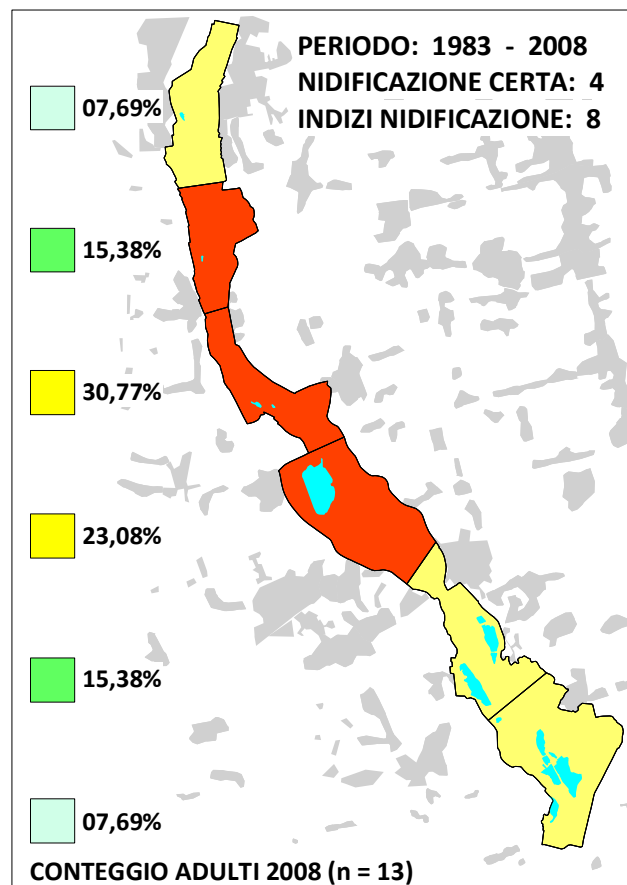 PERIODO: 1983 - 2008
NIDIFICAZIONE CERTA: 4
INDIZI NIDIFICAZIONE: 8
07,69%
15,38%
30,77%
23,08%
15,38%
07,69%
CONTEGGIO ADULTI 2008 (n = 13)